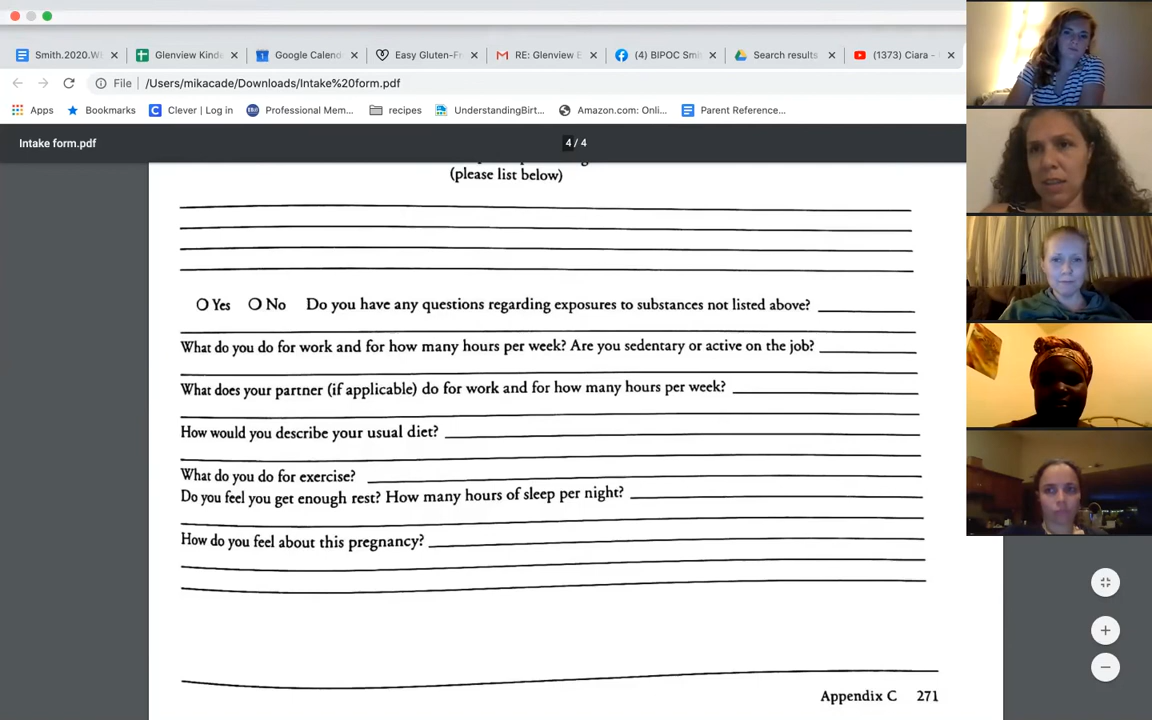 Smith.2020.Wi
Glenview Kinde
Google Calend
Easy Gluten-Fr
RE: Glenview E
(4) BIPOC Smi
Search results
(1373) Ciara -
File /Users/mikacade/Downloads/Intake%20form.pdf
Apps Bookmarks Clever | Log in Professional Mem... recipes UnderstandingBirt... Amazon.com: Onli... Parent Reference...
Intake form.pdf 4 / 4
(please list below)
Yes No Do you have any questions regarding exposures to substances not listed above?
What do you do for work and for how many hours per week? Are you sedentary or active on the job?
What does your partner (if applicable) do for work and for how many hours per week?
How would you describe your usual diet?
What do you do for exercise?
Do you feel you get enough rest? How many hours of sleep per night?
How do you feel about this pregnancy?
Appendix C 271